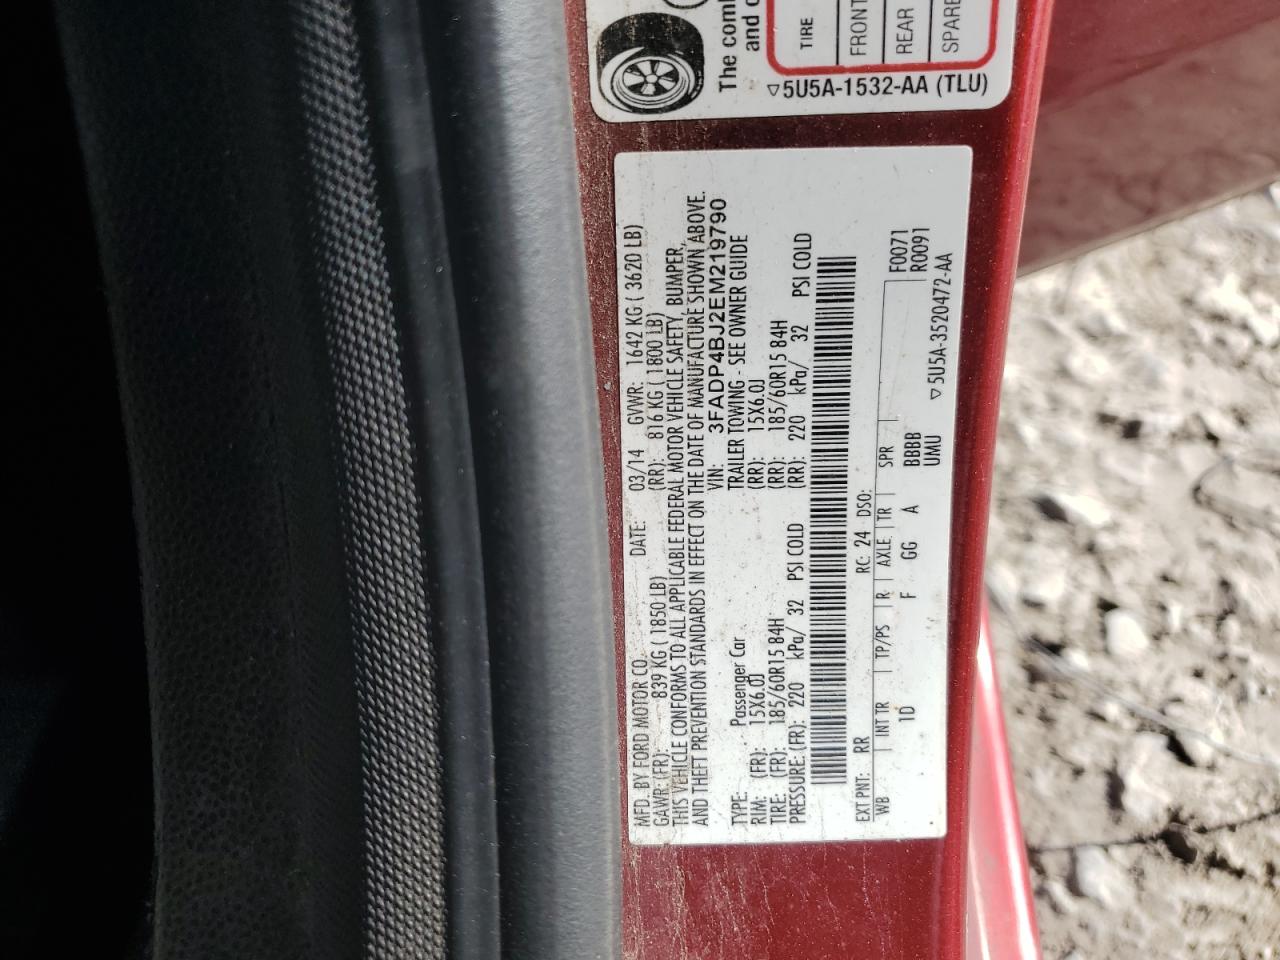 The comb
and o
TIRE
FRONT
REAR
SPARE
▽5U5A-1532-AA (TLU)
MFD. BY FORD MOTOR CO. DATE: 03/14 GVWR: 1642 KG ( 3620 LB)
GAWR:(FR): 839 KG ( 1850 LB) (RR): 816 KG ( 1800 LB)
THIS VEHICLE CONFORMS TO ALL APPLICABLE FEDERAL MOTOR VEHICLE SAFETY, BUMPER,
AND THEFT PREVENTION STANDARDS IN EFFECT ON THE DATE OF MANUFACTURE SHOWN ABOVE.
VIN: 3FADP4BJ2EM219790
TYPE: Passenger Car TRAILER TOWING - SEE OWNER GUIDE
RIM: (FR): 15X6.0J (RR): 15X6.0J
TIRE: (FR): 185/60R15 84H (RR): 185/60R15 84H
PRESSURE:(FR): 220 kPa/ 32 PSI COLD (RR): 220 kPa/ 32 PSI COLD
EXT PNT: RR RC: 24 DSO:
WB | INT TR | TP/PS | R | AXLE | TR | SPR F0071
1D F GG A BBBB R0091
UMU
▽5U5A-3520472-AA